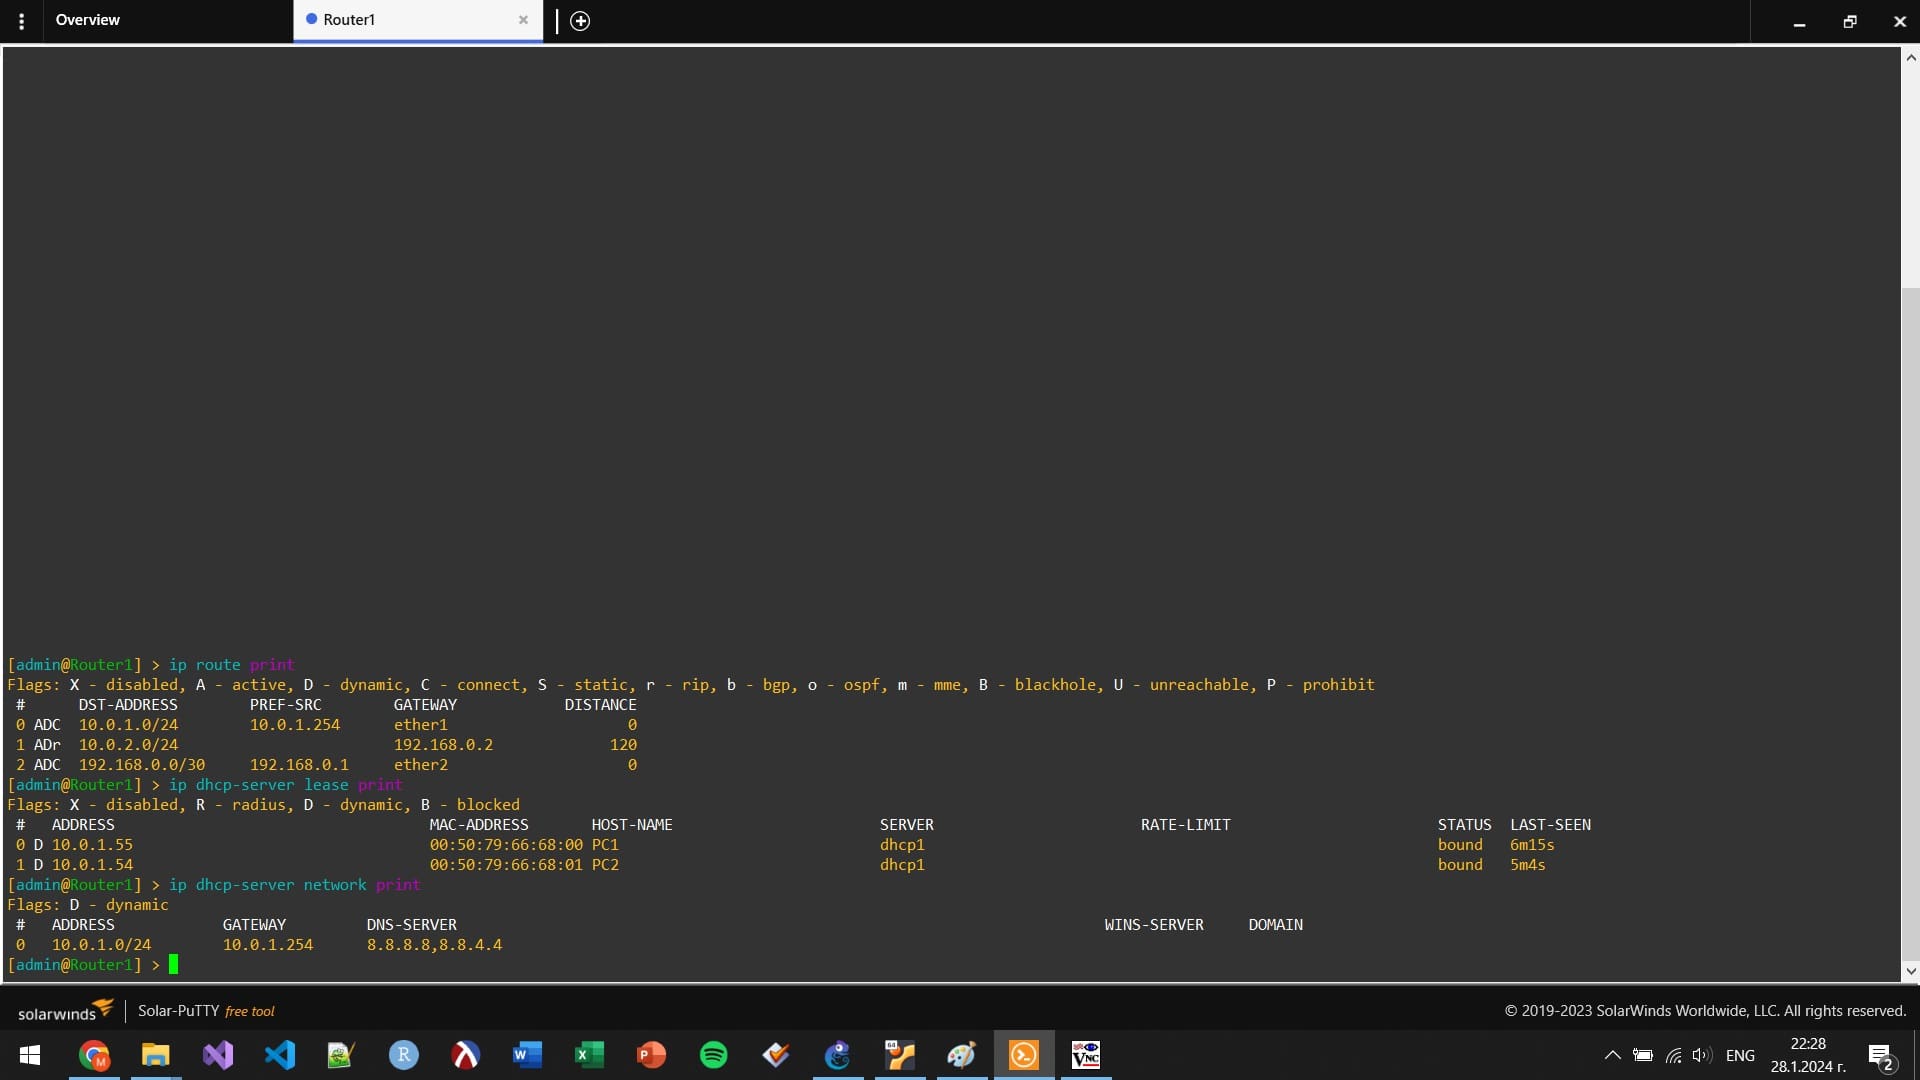 Overview
Router1
[admin@Router1] > ip route print
Flags: X - disabled, A - active, D - dynamic, C - connect, S - static, r - rip, b - bgp, o - ospf, m - mme, B - blackhole, U - unreachable, P - prohibit
# DST-ADDRESS PREF-SRC GATEWAY DISTANCE
0 ADC 10.0.1.0/24 10.0.1.254 ether1 0
1 ADr 10.0.2.0/24 192.168.0.2 120
2 ADC 192.168.0.0/30 192.168.0.1 ether2 0
[admin@Router1] > ip dhcp-server lease print
Flags: X - disabled, R - radius, D - dynamic, B - blocked
# ADDRESS MAC-ADDRESS HOST-NAME SERVER RATE-LIMIT STATUS LAST-SEEN
0 D 10.0.1.55 00:50:79:66:68:00 PC1 dhcp1 bound 6m15s
1 D 10.0.1.54 00:50:79:66:68:01 PC2 dhcp1 bound 5m4s
[admin@Router1] > ip dhcp-server network print
Flags: D - dynamic
# ADDRESS GATEWAY DNS-SERVER WINS-SERVER DOMAIN
0 10.0.1.0/24 10.0.1.254 8.8.8.8,8.8.4.4
[admin@Router1] >
solarwinds Solar-PuTTY free tool © 2019-2023 SolarWinds Worldwide, LLC. All rights reserved.
M R W X P 64 VNC ENG 22:28
28.1.2024 г. 2